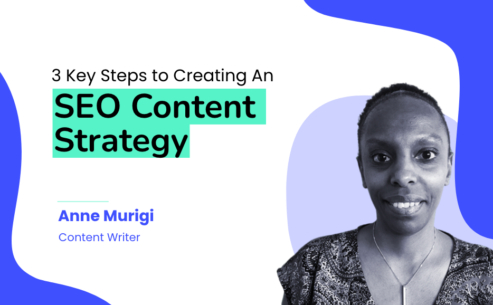 3 Key Steps to Creating An
SEO Content
Strategy
Anne Murigi
Content Writer